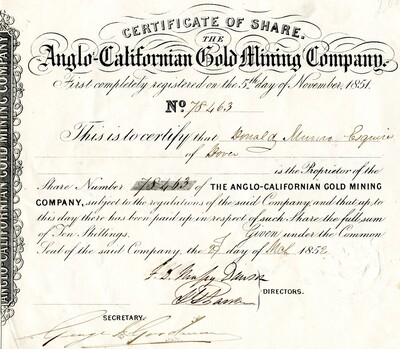 CERTIFICATE OF SHARE.
THE
Anglo-Californian Gold Mining Company.
First completely registered on the 5th day of November, 1851.
No 78463
This is to certify that Donald Munro Esquire
of Dover
is the Proprietor of the
Share Number 78463 of THE ANGLO-CALIFORNIAN GOLD MINING
COMPANY, subject to the regulations of the said Company and that up to
this day there has been paid up in respect of such Share the full sum
of Ten Shillings. Given under the Common
Seal of the said Company, the day of 1852
DIRECTORS.
SECRETARY.
George Goodman
ANGLO-CALIFORNIAN GOLD MINING COMPANY